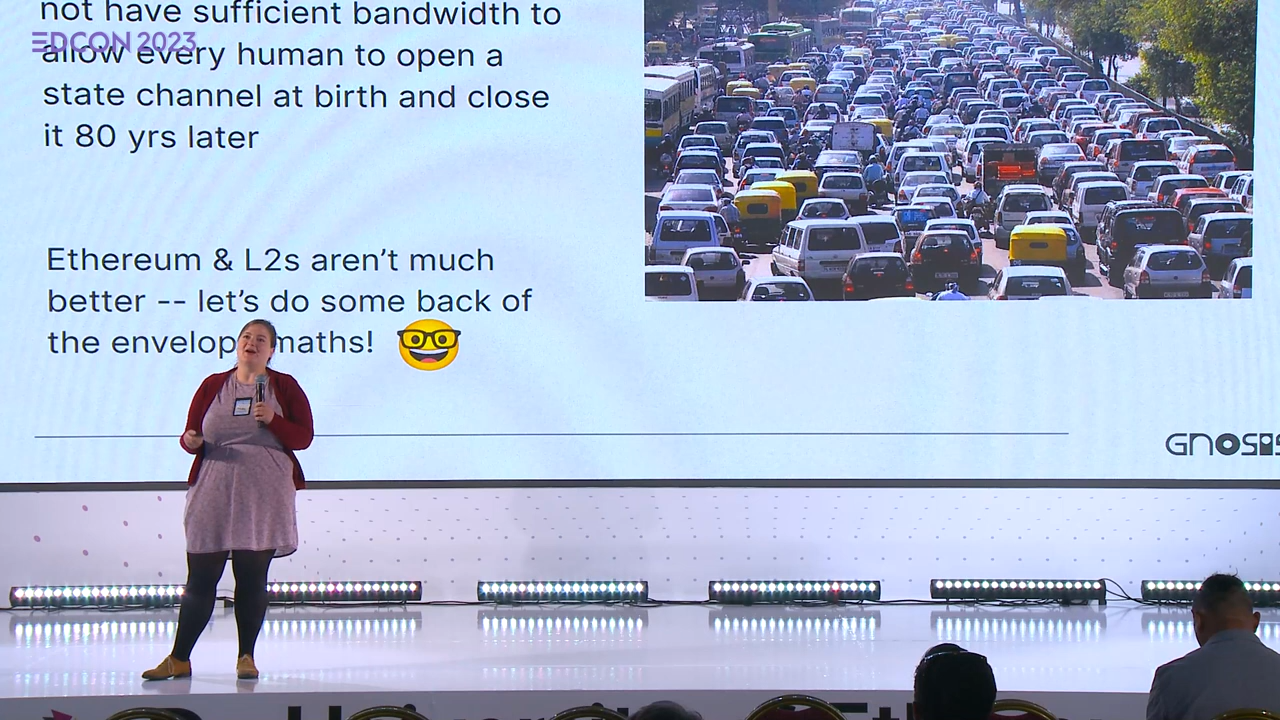 not have sufficient bandwidth to
EDCON 2023
allow every human to open a
state channel at birth and close
it 80 yrs later
Ethereum & L2s aren't much
better -- let's do some back of
the envelop maths!
GNOSIS